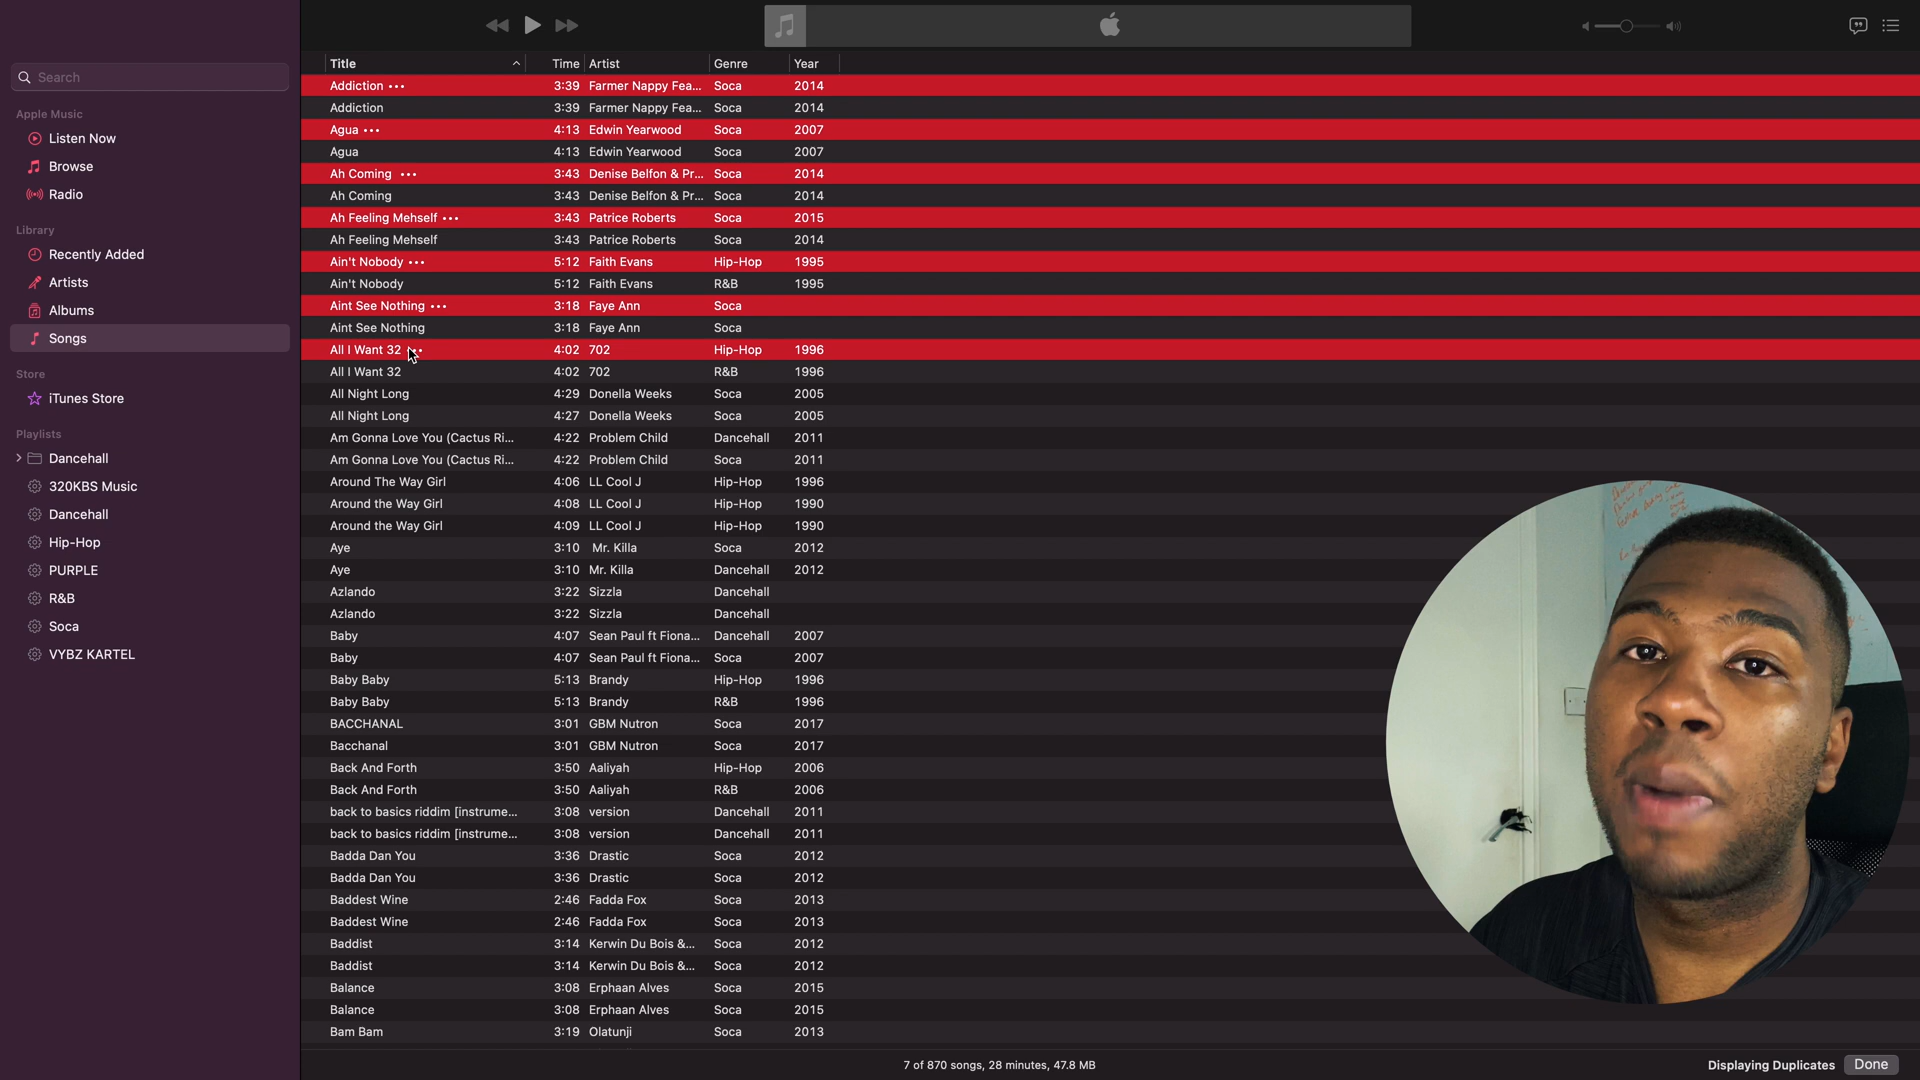 Search
Apple Music
Listen Now
Browse
Radio
Library
Recently Added
Artists
Albums
Songs
Store
iTunes Store
Playlists
Dancehall
320KBS Music
Dancehall
Hip-Hop
PURPLE
R&B
Soca
VYBZ KARTEL
Title Time Artist Genre Year
Addiction ••• 3:39 Farmer Nappy Fea... Soca 2014
Addiction 3:39 Farmer Nappy Fea... Soca 2014
Agua ••• 4:13 Edwin Yearwood Soca 2007
Agua 4:13 Edwin Yearwood Soca 2007
Ah Coming ••• 3:43 Denise Belfon & Pr... Soca 2014
Ah Coming 3:43 Denise Belfon & Pr... Soca 2014
Ah Feeling Mehself ••• 3:43 Patrice Roberts Soca 2015
Ah Feeling Mehself 3:43 Patrice Roberts Soca 2014
Ain't Nobody ••• 5:12 Faith Evans Hip-Hop 1995
Ain't Nobody 5:12 Faith Evans R&B 1995
Aint See Nothing ••• 3:18 Faye Ann Soca
Aint See Nothing 3:18 Faye Ann Soca
All I Want 32 ••• 4:02 702 Hip-Hop 1996
All I Want 32 4:02 702 R&B 1996
All Night Long 4:29 Donella Weeks Soca 2005
All Night Long 4:27 Donella Weeks Soca 2005
Am Gonna Love You (Cactus Ri... 4:22 Problem Child Dancehall 2011
Am Gonna Love You (Cactus Ri... 4:22 Problem Child Soca 2011
Around The Way Girl 4:06 LL Cool J Hip-Hop 1996
Around the Way Girl 4:08 LL Cool J Hip-Hop 1990
Around the Way Girl 4:09 LL Cool J Hip-Hop 1990
Aye 3:10 Mr. Killa Soca 2012
Aye 3:10 Mr. Killa Dancehall 2012
Azlando 3:22 Sizzla Dancehall
Azlando 3:22 Sizzla Dancehall
Baby 4:07 Sean Paul ft Fiona... Dancehall 2007
Baby 4:07 Sean Paul ft Fiona... Soca 2007
Baby Baby 5:13 Brandy Hip-Hop 1996
Baby Baby 5:13 Brandy R&B 1996
BACCHANAL 3:01 GBM Nutron Soca 2017
Bacchanal 3:01 GBM Nutron Soca 2017
Back And Forth 3:50 Aaliyah Hip-Hop 2006
Back And Forth 3:50 Aaliyah R&B 2006
back to basics riddim [instrume... 3:08 version Dancehall 2011
back to basics riddim [instrume... 3:08 version Dancehall 2011
Badda Dan You 3:36 Drastic Soca 2012
Badda Dan You 3:36 Drastic Soca 2012
Baddest Wine 2:46 Fadda Fox Soca 2013
Baddest Wine 2:46 Fadda Fox Soca 2013
Baddist 3:14 Kerwin Du Bois &... Soca 2012
Baddist 3:14 Kerwin Du Bois &... Soca 2012
Balance 3:08 Erphaan Alves Soca 2015
Balance 3:08 Erphaan Alves Soca 2015
Bam Bam 3:19 Olatunji Soca 2013
7 of 870 songs, 28 minutes, 47.8 MB
Displaying Duplicates Done